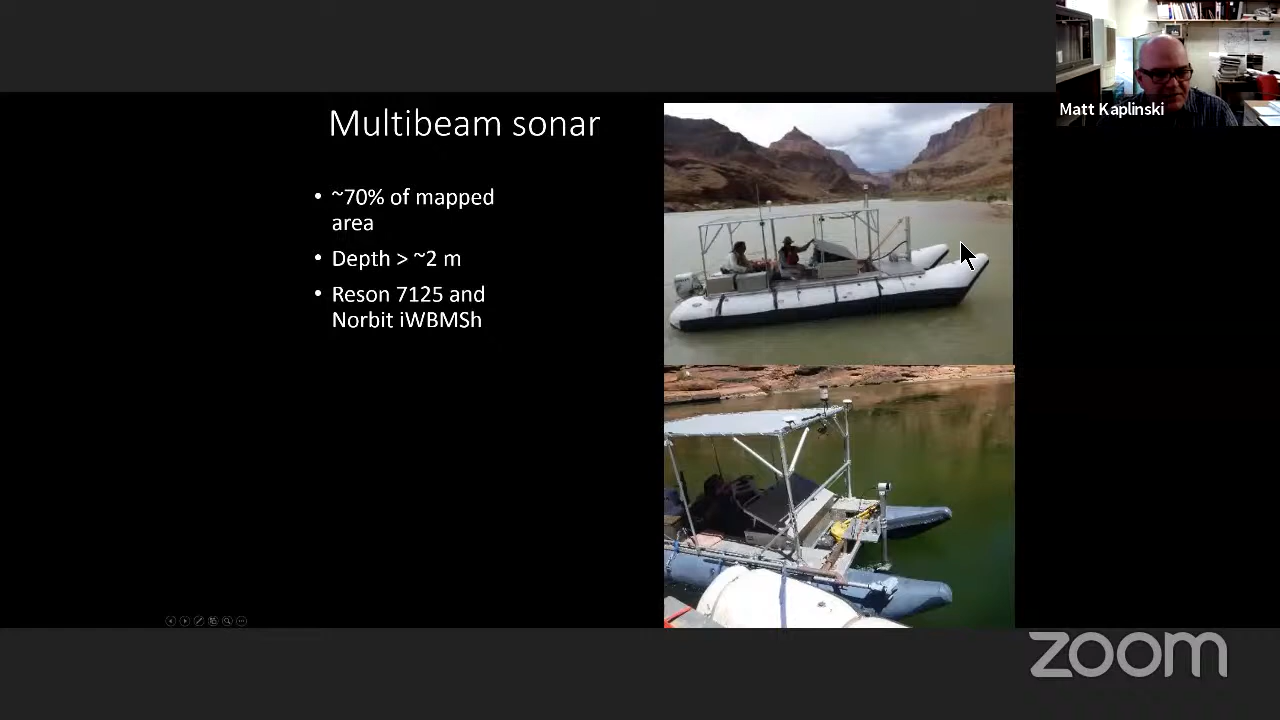 Multibeam sonar
• ~70% of mapped
area
• Depth > ~2 m
• Reson 7125 and
Norbit iWBMSh
Matt Kaplinski
zoom